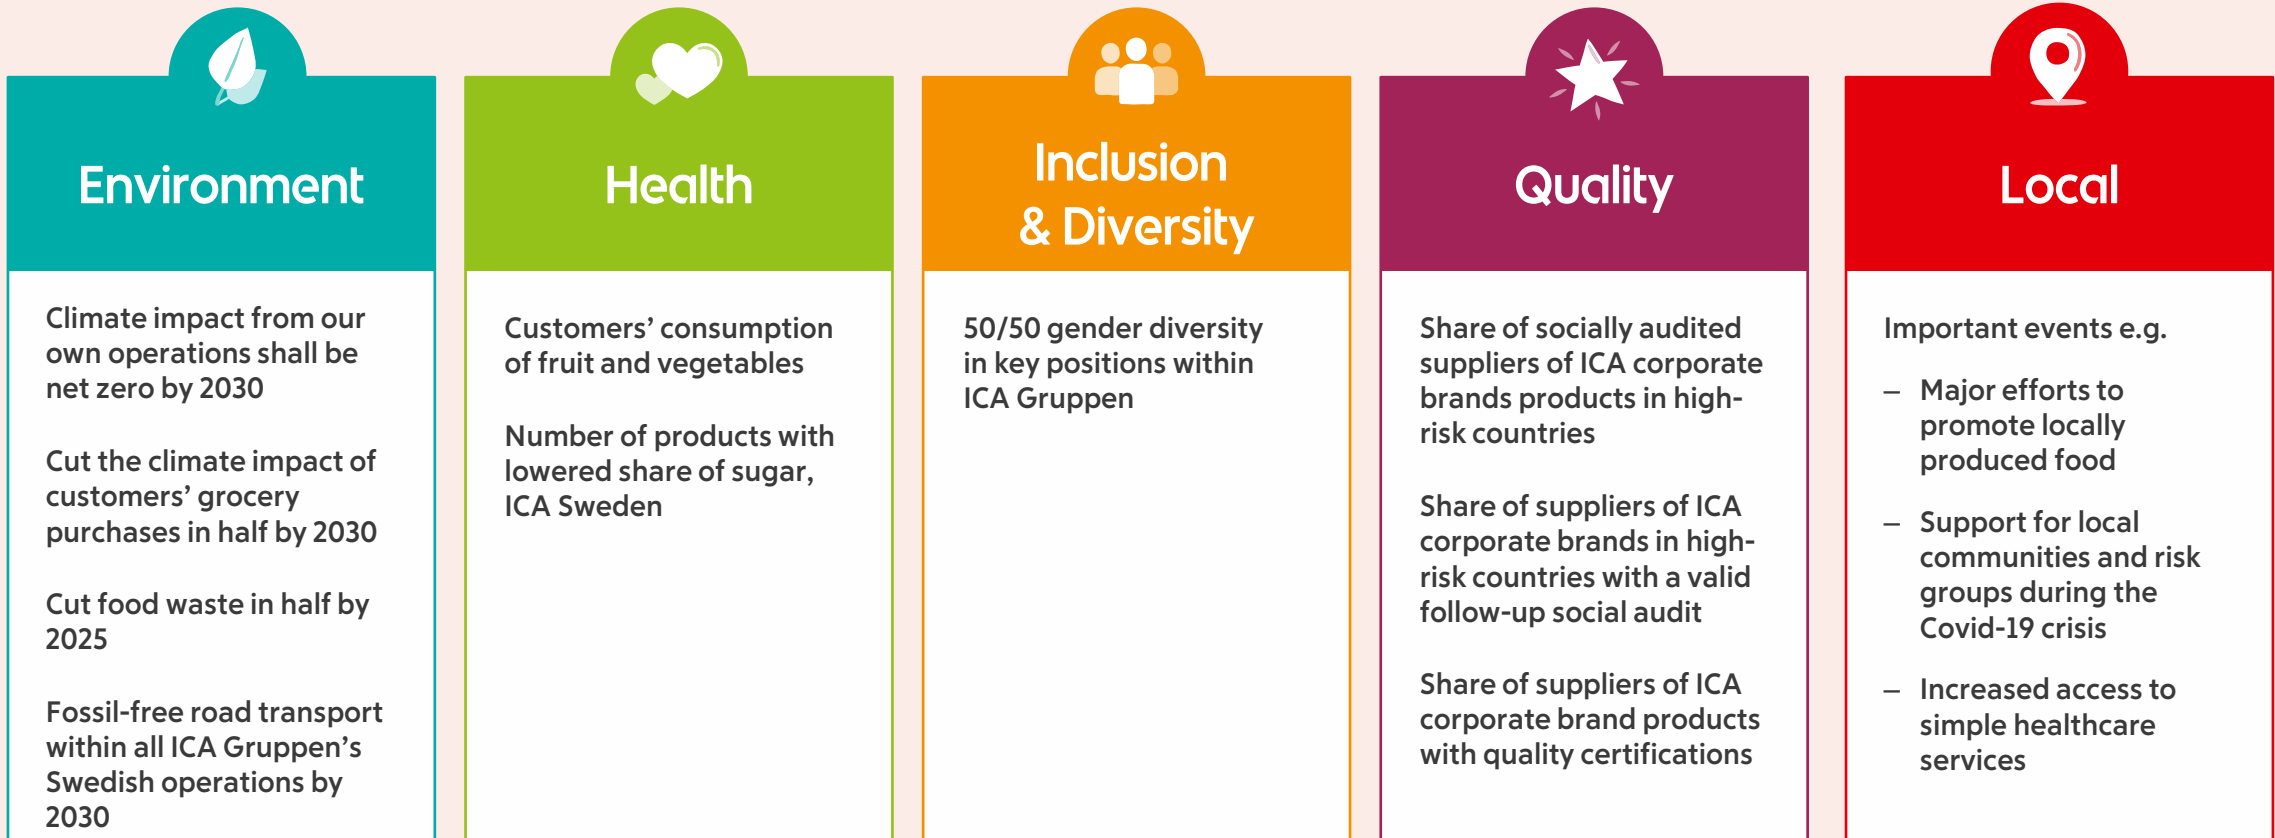 Environment
Climate impact from our
own operations shall be
net zero by 2030
Cut the climate impact of
customers’ grocery
purchases in half by 2030
Cut food waste in half by
2025
Fossil-free road transport
within all ICA Gruppen’s
Swedish operations by
2030
Health
Customers’ consumption
of fruit and vegetables
Number of products with
lowered share of sugar,
ICA Sweden
Inclusion
& Diversity
50/50 gender diversity
in key positions within
ICA Gruppen
Quality
Share of socially audited
suppliers of ICA corporate
brands products in high-
risk countries
Share of suppliers of ICA
corporate brands in high-
risk countries with a valid
follow-up social audit
Share of suppliers of ICA
corporate brand products
with quality certifications
Local
Important events e.g.
– Major efforts to
promote locally
produced food
– Support for local
communities and risk
groups during the
Covid-19 crisis
– Increased access to
simple healthcare
services